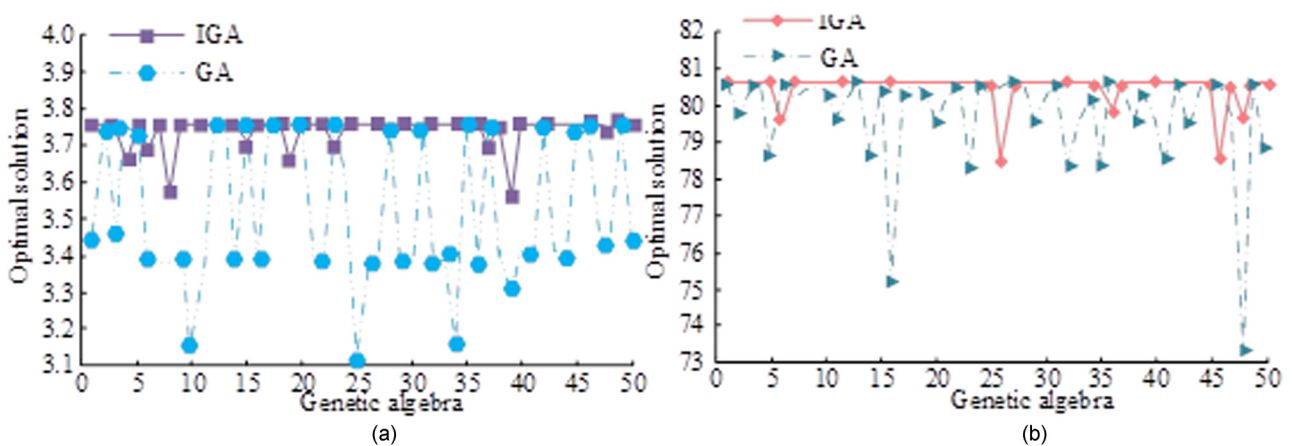 4.0
3.9
3.8
3.7
3.6
3.5
3.4
3.3
3.2
3.1
Optimal solution
IGA
GA
0 5 10 15 20 25 30 35 40 45 50
Genetic algebra
(a)
82
81
80
79
78
77
76
75
74
73
Optimal solution
IGA
GA
0 5 10 15 20 25 30 35 40 45 50
Genetic algebra
(b)